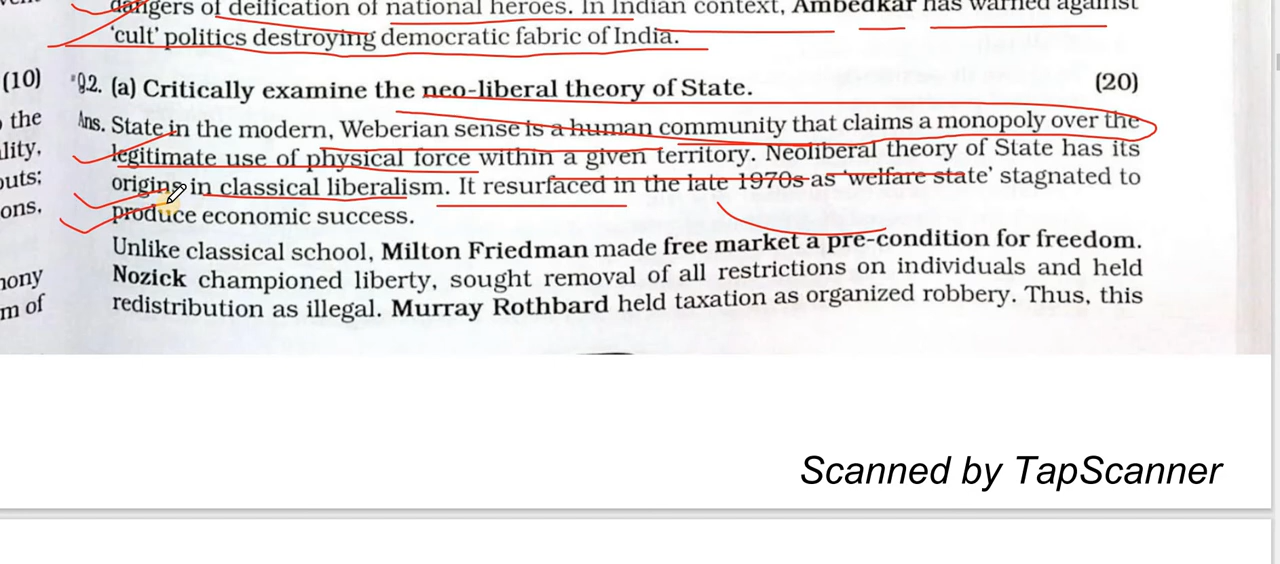 dangers of deification of national heroes. In Indian context, Ambedkar has warned against
'cult' politics destroying democratic fabric of India.
(10)
Q2. (a) Critically examine the neo-liberal theory of State. (20)
the
Ans. State in the modern, Weberian sense is a human community that claims a monopoly over the
lity,
legitimate use of physical force within a given territory. Neoliberal theory of State has its
outs;
origins in classical liberalism. It resurfaced in the late 1970s as 'welfare state' stagnated to
ons,
produce economic success.
Unlike classical school, Milton Friedman made free market a pre-condition for freedom.
nony
Nozick championed liberty, sought removal of all restrictions on individuals and held
m of
redistribution as illegal. Murray Rothbard held taxation as organized robbery. Thus, this
Scanned by TapScanner